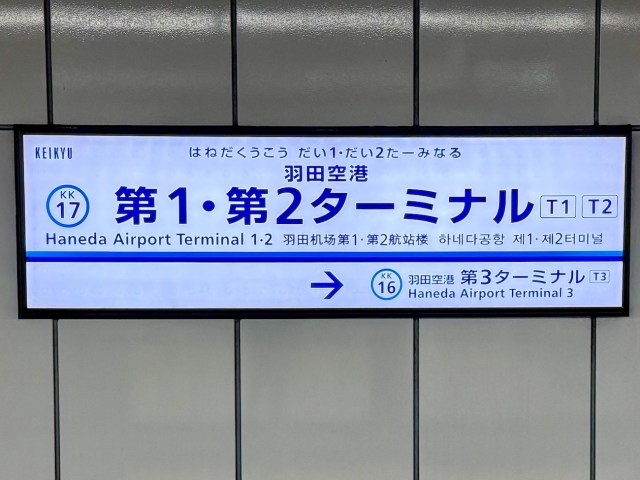 KEIKYU
はねだくうこう だい1・だい2たーみなる
羽田空港
KK
17
第1・第2ターミナル T1 T2
Haneda Airport Terminal 1·2 羽田机场第1·第2航站楼 하네다공항 제1·제2터미널
→ KK
16
羽田空港 第3ターミナル T3
Haneda Airport Terminal 3